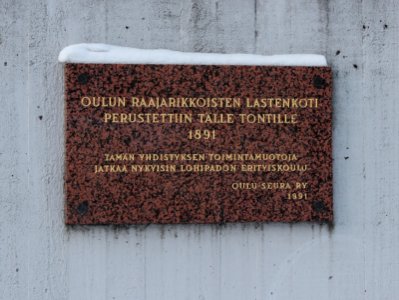 OULUN RAAJARIKKOISTEN LASTENKOTI
PERUSTETTIIN TÄLLE TONTILLE
1891
TÄMÄN YHDISTYKSEN TOIMINTAMUOTOJA
JATKAA NYKYISIN LOHIPADON ERITYISKOULU
OULU-SEURA RY
1991